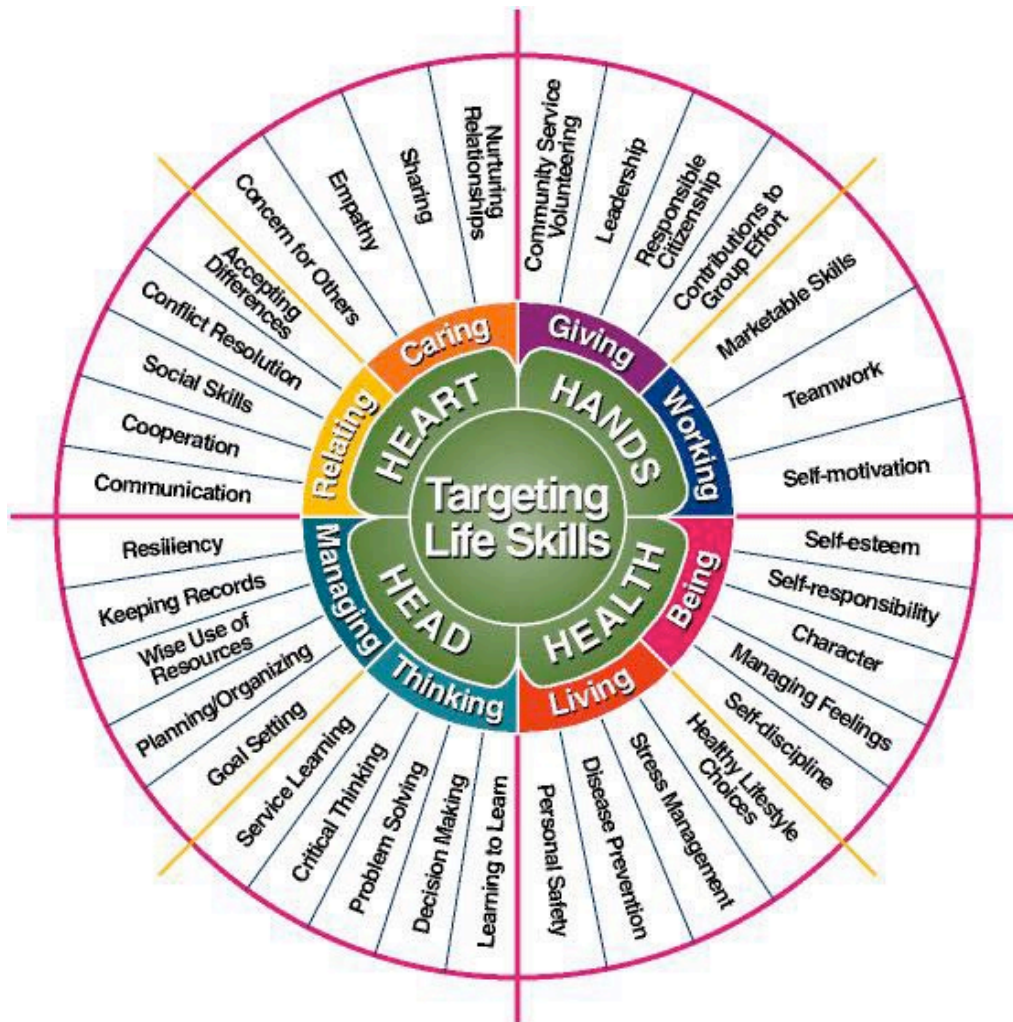 Targeting
Life Skills
HEART
HANDS
HEALTH
HEAD
Caring
Giving
Working
Being
Living
Thinking
Managing
Relating
Community Service
Volunteering
Leadership
Responsible
Citizenship
Contributions to
Group Effort
Marketable Skills
Teamwork
Self-motivation
Self-esteem
Self-responsibility
Character
Managing Feelings
Self-discipline
Healthy Lifestyle
Choices
Stress Management
Disease Prevention
Personal Safety
Learning to Learn
Decision Making
Problem Solving
Critical Thinking
Service Learning
Goal Setting
Planning/Organizing
Wise Use of
Resources
Keeping Records
Resiliency
Communication
Cooperation
Social Skills
Conflict Resolution
Accepting
Differences
Concern for Others
Empathy
Sharing
Nurturing
Relationships